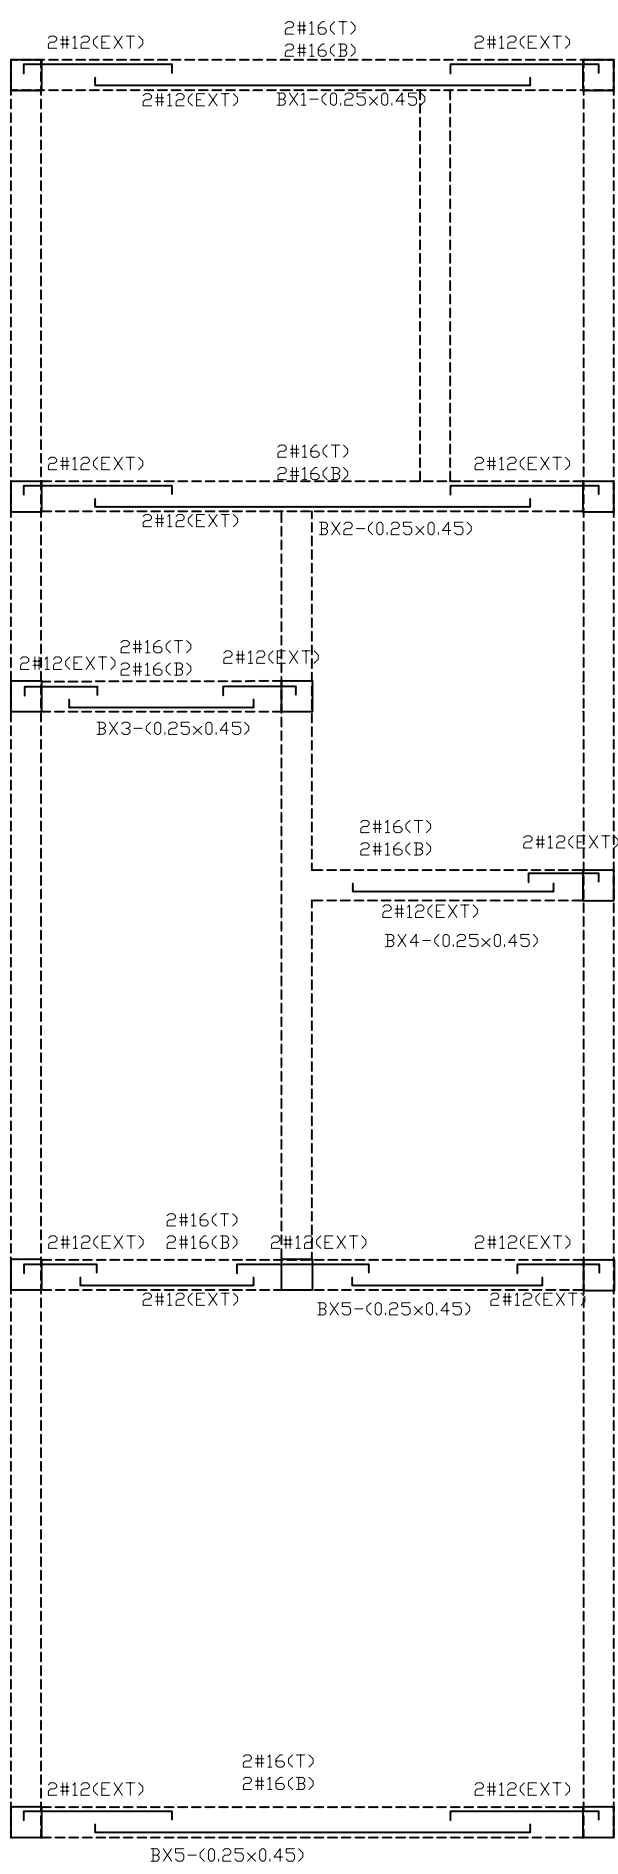 2#16(T)
2#12(EXT) 2#16(B) 2#12(EXT)
2#12(EXT) BX1-(0.25x0.45)
2#16(T)
2#12(EXT) 2#16(B) 2#12(EXT)
2#12(EXT) BX2-(0.25x0.45)
2#16(T)
2#12(EXT) 2#16(B) 2#12(EXT)
BX3-(0.25x0.45)
2#16(T)
2#16(B) 2#12(EXT)
2#12(EXT)
BX4-(0.25x0.45)
2#16(T)
2#12(EXT) 2#16(B) 2#12(EXT) 2#12(EXT)
2#12(EXT) BX5-(0.25x0.45) 2#12(EXT)
2#16(T)
2#12(EXT) 2#16(B) 2#12(EXT)
BX5-(0.25x0.45)